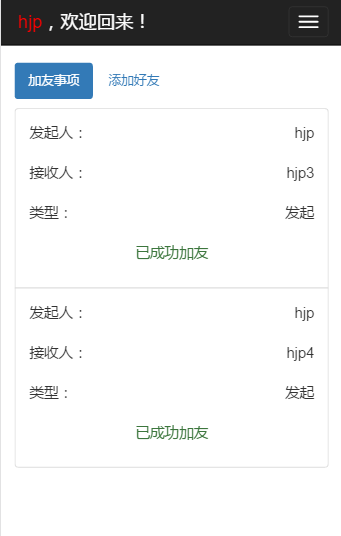 hjp，欢迎回来！
加友事项 添加好友
发起人： hjp
接收人： hjp3
类型： 发起
已成功加友
发起人： hjp
接收人： hjp4
类型： 发起
已成功加友